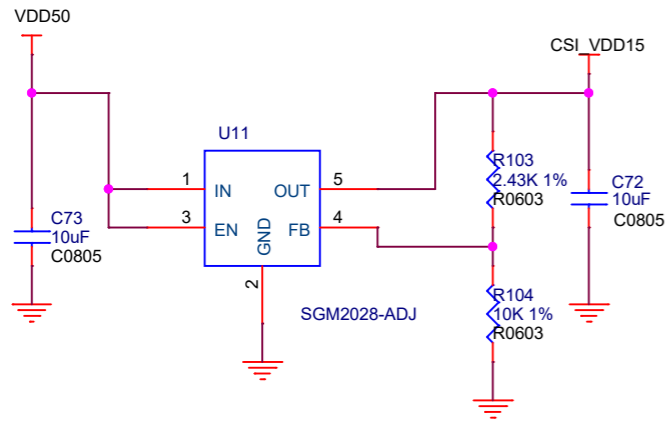 VDD50
CSI_VDD15
U11
1
IN
OUT
5
3
EN
GND
FB
4
2
SGM2028-ADJ
C73
10uF
C0805
R103
2.43K 1%
R0603
C72
10uF
C0805
R104
10K 1%
R0603